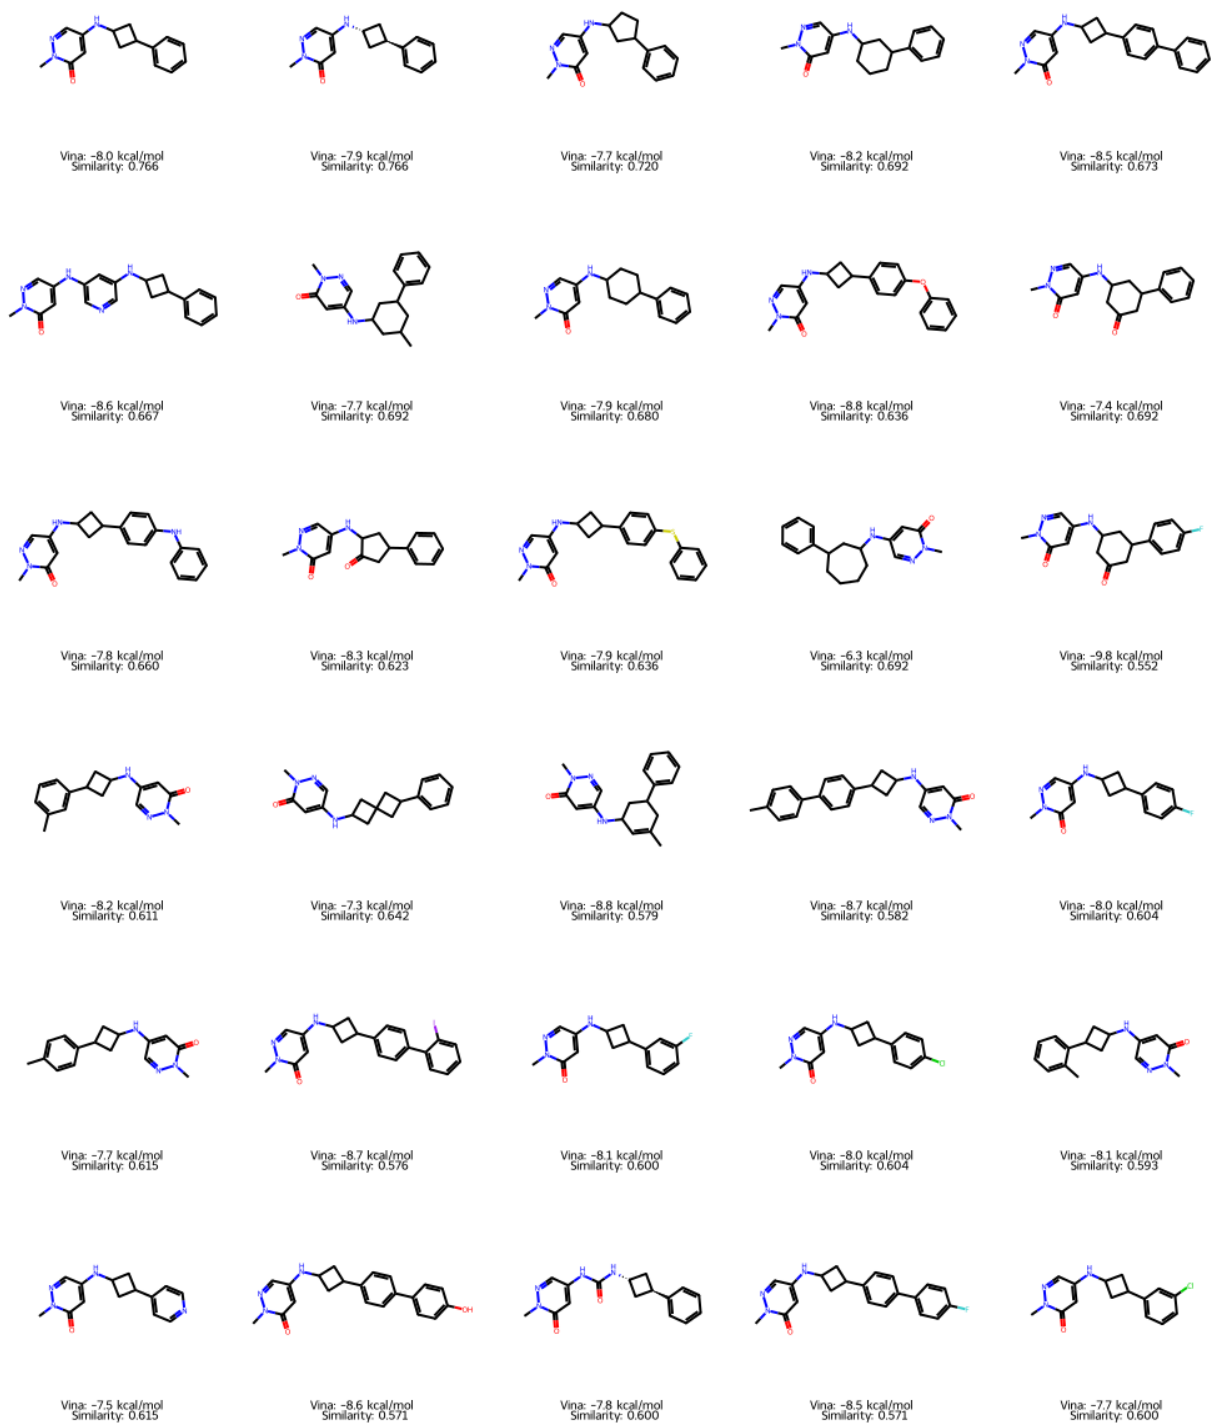 Vina: -8.0 kcal/mol
Similarity: 0.766
Vina: -7.9 kcal/mol
Similarity: 0.766
Vina: -7.7 kcal/mol
Similarity: 0.720
Vina: -8.2 kcal/mol
Similarity: 0.692
Vina: -8.5 kcal/mol
Similarity: 0.673
Vina: -8.6 kcal/mol
Similarity: 0.667
Vina: -7.7 kcal/mol
Similarity: 0.692
Vina: -7.9 kcal/mol
Similarity: 0.680
Vina: -8.8 kcal/mol
Similarity: 0.636
Vina: -7.4 kcal/mol
Similarity: 0.692
Vina: -7.8 kcal/mol
Similarity: 0.660
Vina: -8.3 kcal/mol
Similarity: 0.623
Vina: -7.9 kcal/mol
Similarity: 0.636
Vina: -6.3 kcal/mol
Similarity: 0.692
Vina: -9.8 kcal/mol
Similarity: 0.552
Vina: -8.2 kcal/mol
Similarity: 0.611
Vina: -7.3 kcal/mol
Similarity: 0.642
Vina: -8.8 kcal/mol
Similarity: 0.579
Vina: -8.7 kcal/mol
Similarity: 0.582
Vina: -8.0 kcal/mol
Similarity: 0.604
Vina: -7.7 kcal/mol
Similarity: 0.615
Vina: -8.7 kcal/mol
Similarity: 0.576
Vina: -8.1 kcal/mol
Similarity: 0.600
Vina: -8.0 kcal/mol
Similarity: 0.604
Vina: -8.1 kcal/mol
Similarity: 0.593
Vina: -7.5 kcal/mol
Similarity: 0.615
Vina: -8.6 kcal/mol
Similarity: 0.571
Vina: -7.8 kcal/mol
Similarity: 0.600
Vina: -8.5 kcal/mol
Similarity: 0.571
Vina: -7.7 kcal/mol
Similarity: 0.600